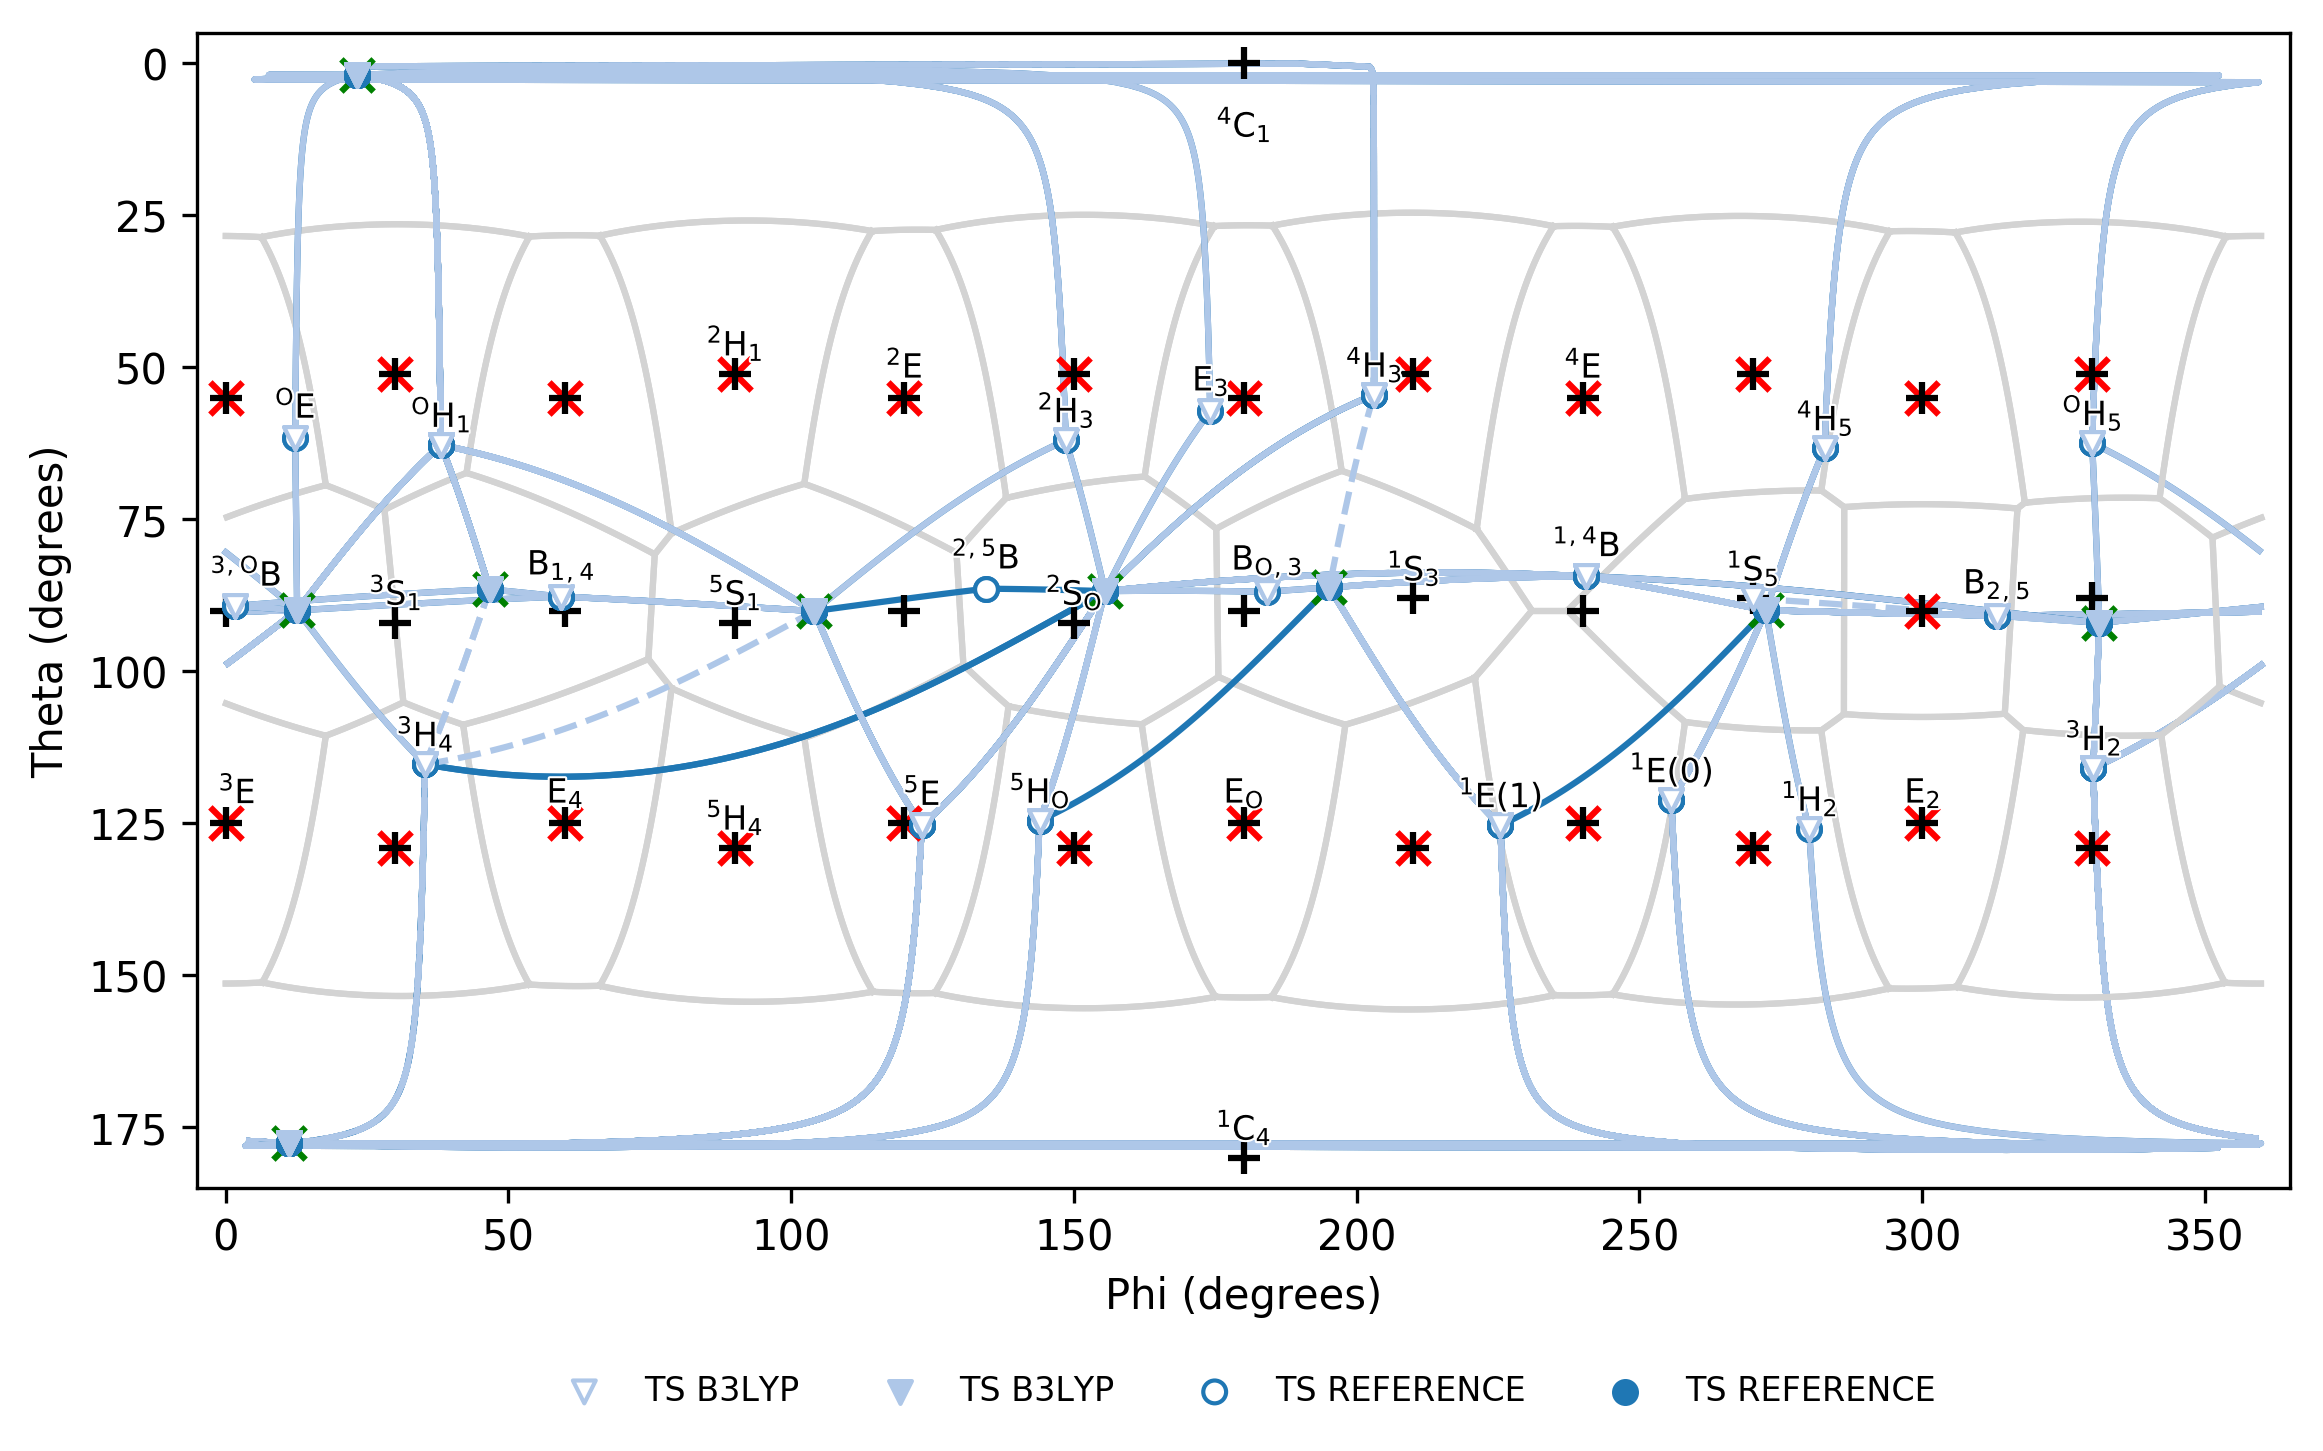 0
⁴C₁
25
²H₁ ²E ⁴H₃ ⁴E
50
ᴼE ᴼH₁ ²H₃ E₃ ⁴H₅ ᴼH₅
75
³,ᴼB ³S₁ B₁,₄ ⁵S₁ ²,⁵B ²Sₒ Bₒ,₃ ¹S₃ ¹,⁴B ¹S₅ B₂,₅
100
³H₄ ³H₂
³E E₄ ⁵H₄ ⁵E ⁵Hₒ Eₒ ¹E(1) ¹E(0) ¹H₂ E₂
125
150
¹C₄
175
Theta (degrees)
0 50 100 150 200 250 300 350
Phi (degrees)
TS B3LYP TS B3LYP TS REFERENCE TS REFERENCE